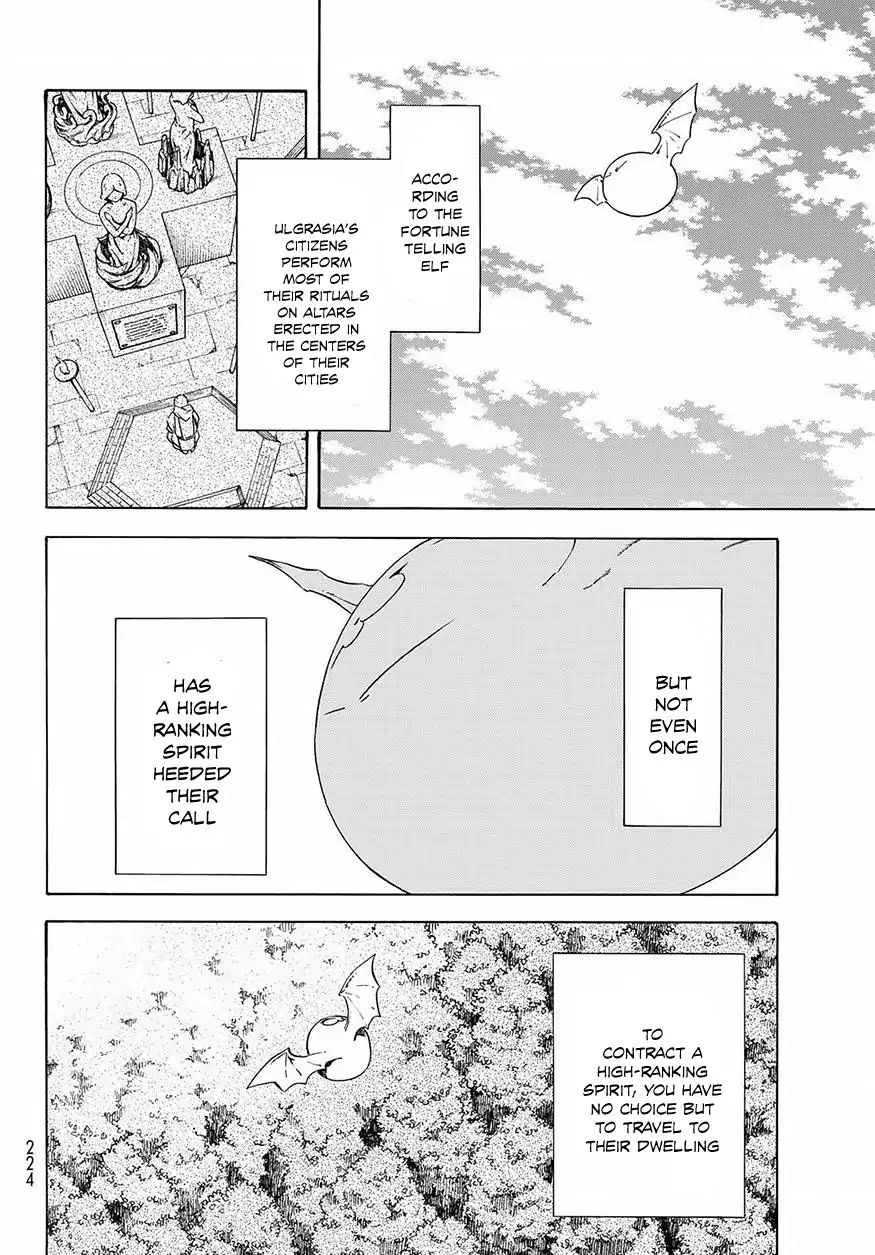 ACCO-
RDING
TO THE
FORTUNE
TELLING
ELF
ULGRASIA'S
CITIZENS
PERFORM
MOST OF
THEIR RITUALS
ON ALTARS
ERECTED IN
THE CENTERS
OF THEIR
CITIES
BUT
NOT
EVEN
ONCE
HAS
A HIGH-
RANKING
SPIRIT
HEEDED
THEIR
CALL
TO
CONTRACT A
HIGH-RANKING
SPIRIT, YOU HAVE
NO CHOICE BUT
TO TRAVEL TO
THEIR DWELLING
224